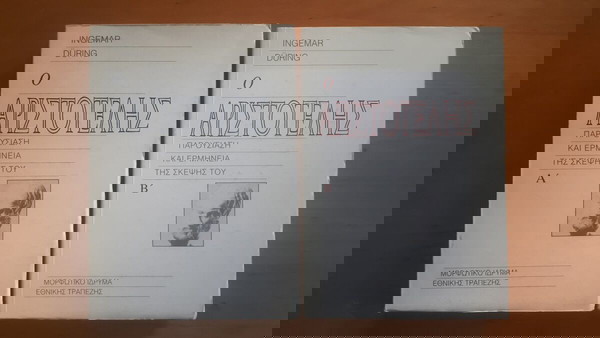 INGEMAR
DÜRING
Ο
ΑΡΙΣΤΟΤΕΛΗΣ
ΠΑΡΟΥΣΙΑΣΗ
ΚΑΙ ΕΡΜΗΝΕΙΑ
ΤΗΣ ΣΚΕΨΗΣ ΤΟΥ
Α΄
ΜΟΡΦΩΤΙΚΟ ΙΔΡΥΜΑ
ΕΘΝΙΚΗΣ ΤΡΑΠΕΖΗΣ
INGEMAR
DÜRING
Ο
ΑΡΙΣΤΟΤΕΛΗΣ
ΠΑΡΟΥΣΙΑΣΗ
ΚΑΙ ΕΡΜΗΝΕΙΑ
ΤΗΣ ΣΚΕΨΗΣ ΤΟΥ
Β΄
ΜΟΡΦΩΤΙΚΟ ΙΔΡΥΜΑ
ΕΘΝΙΚΗΣ ΤΡΑΠΕΖΗΣ